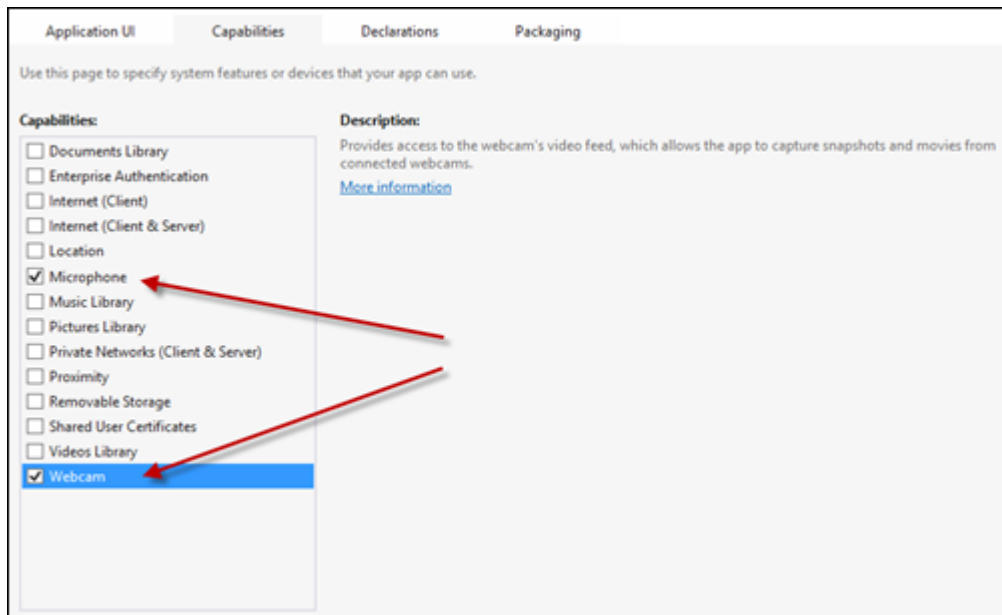 Application UI Capabilities Declarations Packaging
Use this page to specify system features or devices that your app can use.
Capabilities:
Documents Library
Enterprise Authentication
Internet (Client)
Internet (Client & Server)
Location
Microphone
Music Library
Pictures Library
Private Networks (Client & Server)
Proximity
Removable Storage
Shared User Certificates
Videos Library
Webcam
Description:
Provides access to the webcam's video feed, which allows the app to capture snapshots and movies from
connected webcams.
More information